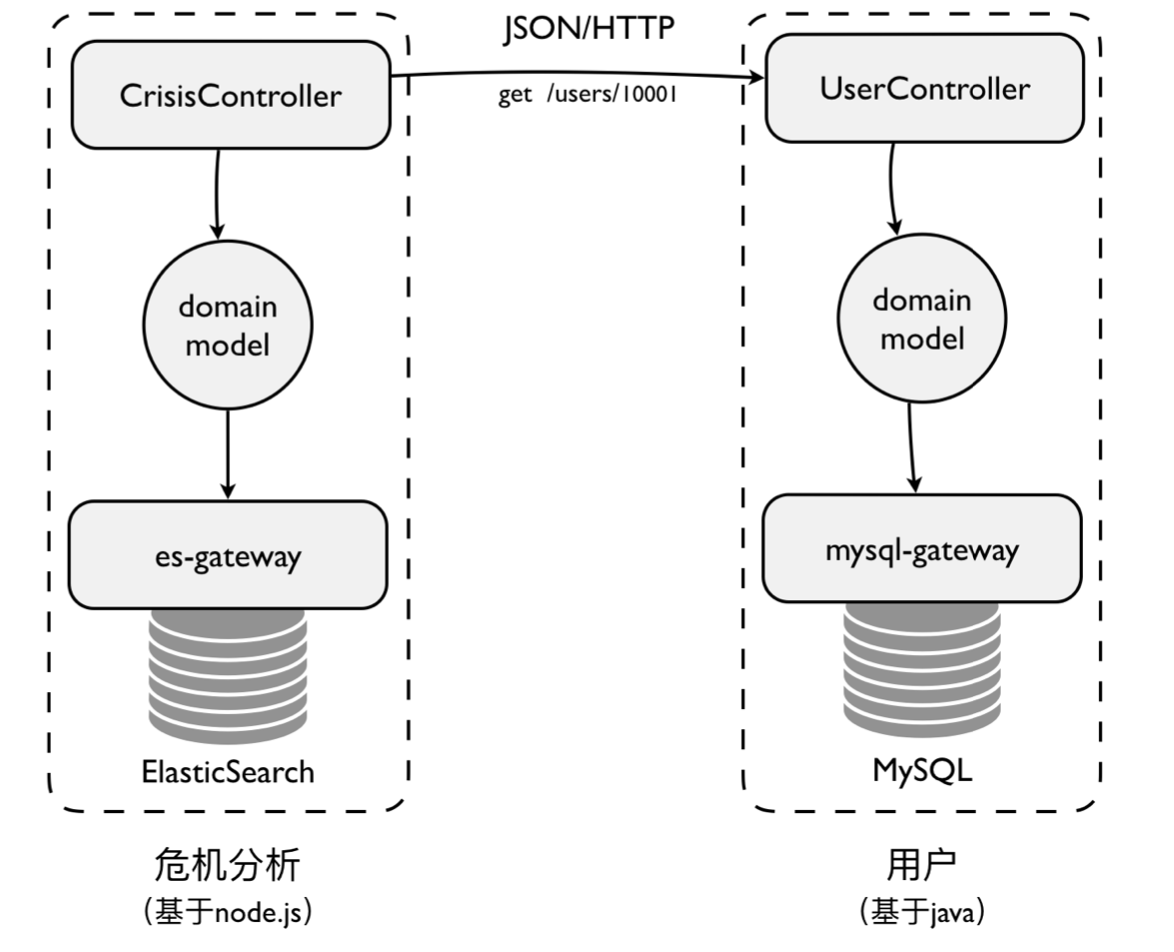 JSON/HTTP
get /users/10001
CrisisController
domain
model
es-gateway
ElasticSearch
危机分析
（基于node.js）
UserController
domain
model
mysql-gateway
MySQL
用户
（基于java）